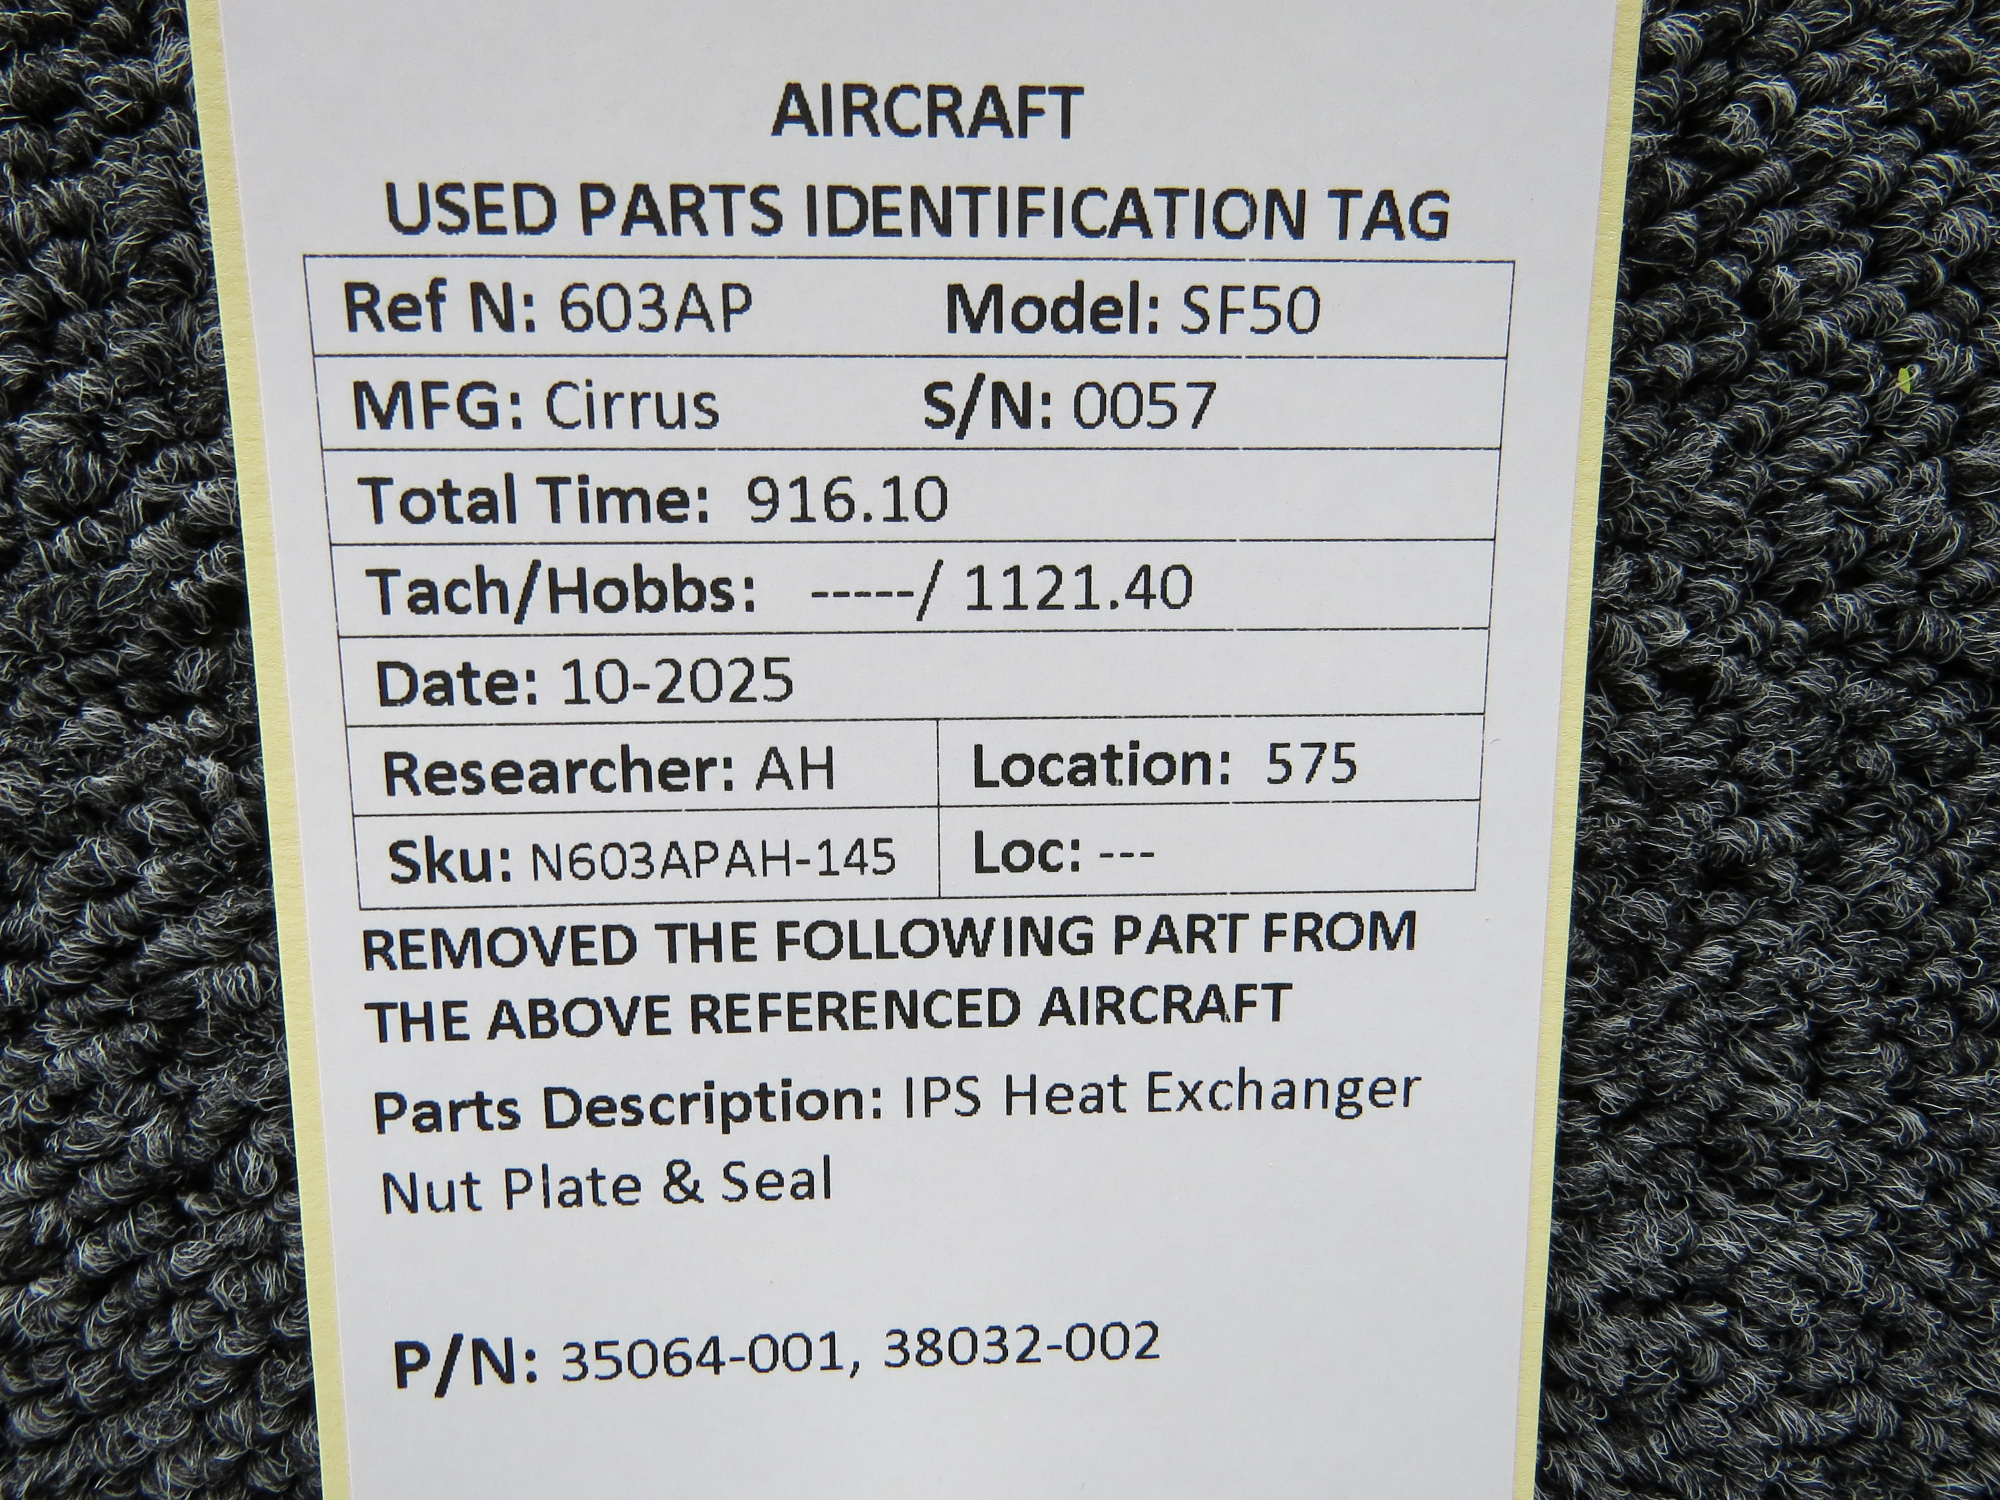 AIRCRAFT
USED PARTS IDENTIFICATION TAG
Ref N: 603AP Model: SF50
MFG: Cirrus S/N: 0057
Total Time: 916.10
Tach/Hobbs: -----/ 1121.40
Date: 10-2025
Researcher: AH Location: 575
Sku: N603APAH-145 Loc: ---
REMOVED THE FOLLOWING PART FROM
THE ABOVE REFERENCED AIRCRAFT
Parts Description: IPS Heat Exchanger
Nut Plate & Seal
P/N: 35064-001, 38032-002